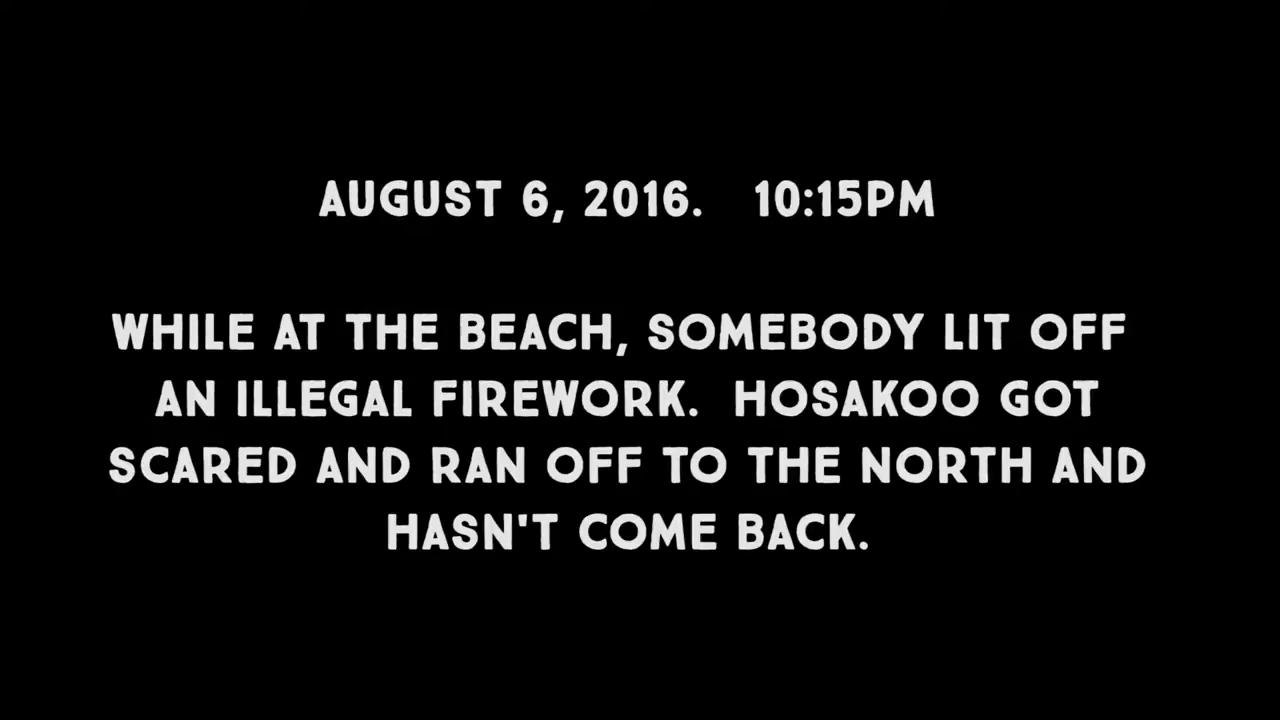 AUGUST 6, 2016.   10:15PM
WHILE AT THE BEACH, SOMEBODY LIT OFF
AN ILLEGAL FIREWORK.  HOSAKOO GOT
SCARED AND RAN OFF TO THE NORTH AND
HASN'T COME BACK.